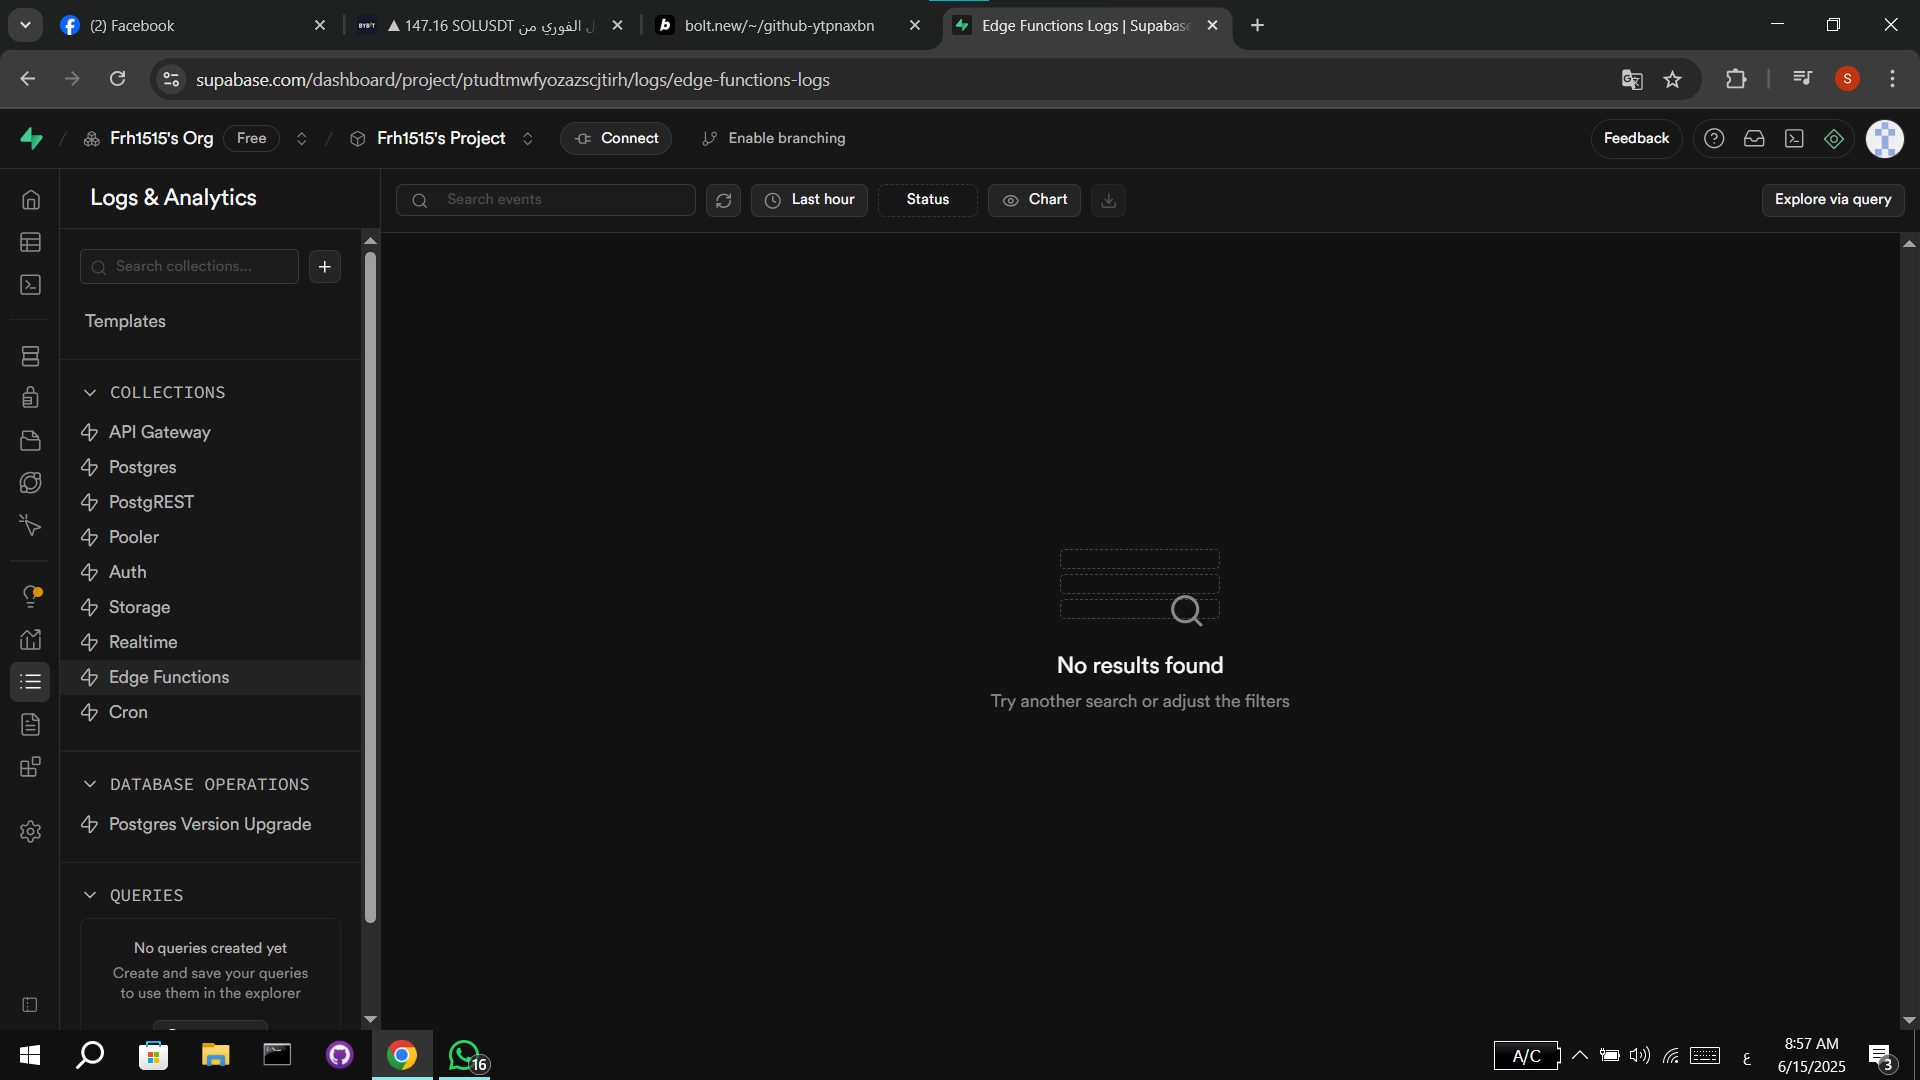 (2) Facebook
BYBIT
▲ 147.16 SOLUSDT ل الفوري من
b
bolt.new/~/github-ytpnaxbn
Edge Functions Logs | Supabase
supabase.com/dashboard/project/ptudtmwfyozazscjtirh/logs/edge-functions-logs
S
Frh1515's Org
Free
Frh1515's Project
Connect
Enable branching
Feedback
Logs & Analytics
Search events
Last hour
Status
Chart
Explore via query
Search collections...
Templates
COLLECTIONS
API Gateway
Postgres
PostgREST
Pooler
Auth
Storage
Realtime
Edge Functions
Cron
DATABASE OPERATIONS
Postgres Version Upgrade
QUERIES
No queries created yet
Create and save your queries
to use them in the explorer
No results found
Try another search or adjust the filters
16
A/C
ع
8:57 AM
6/15/2025
3